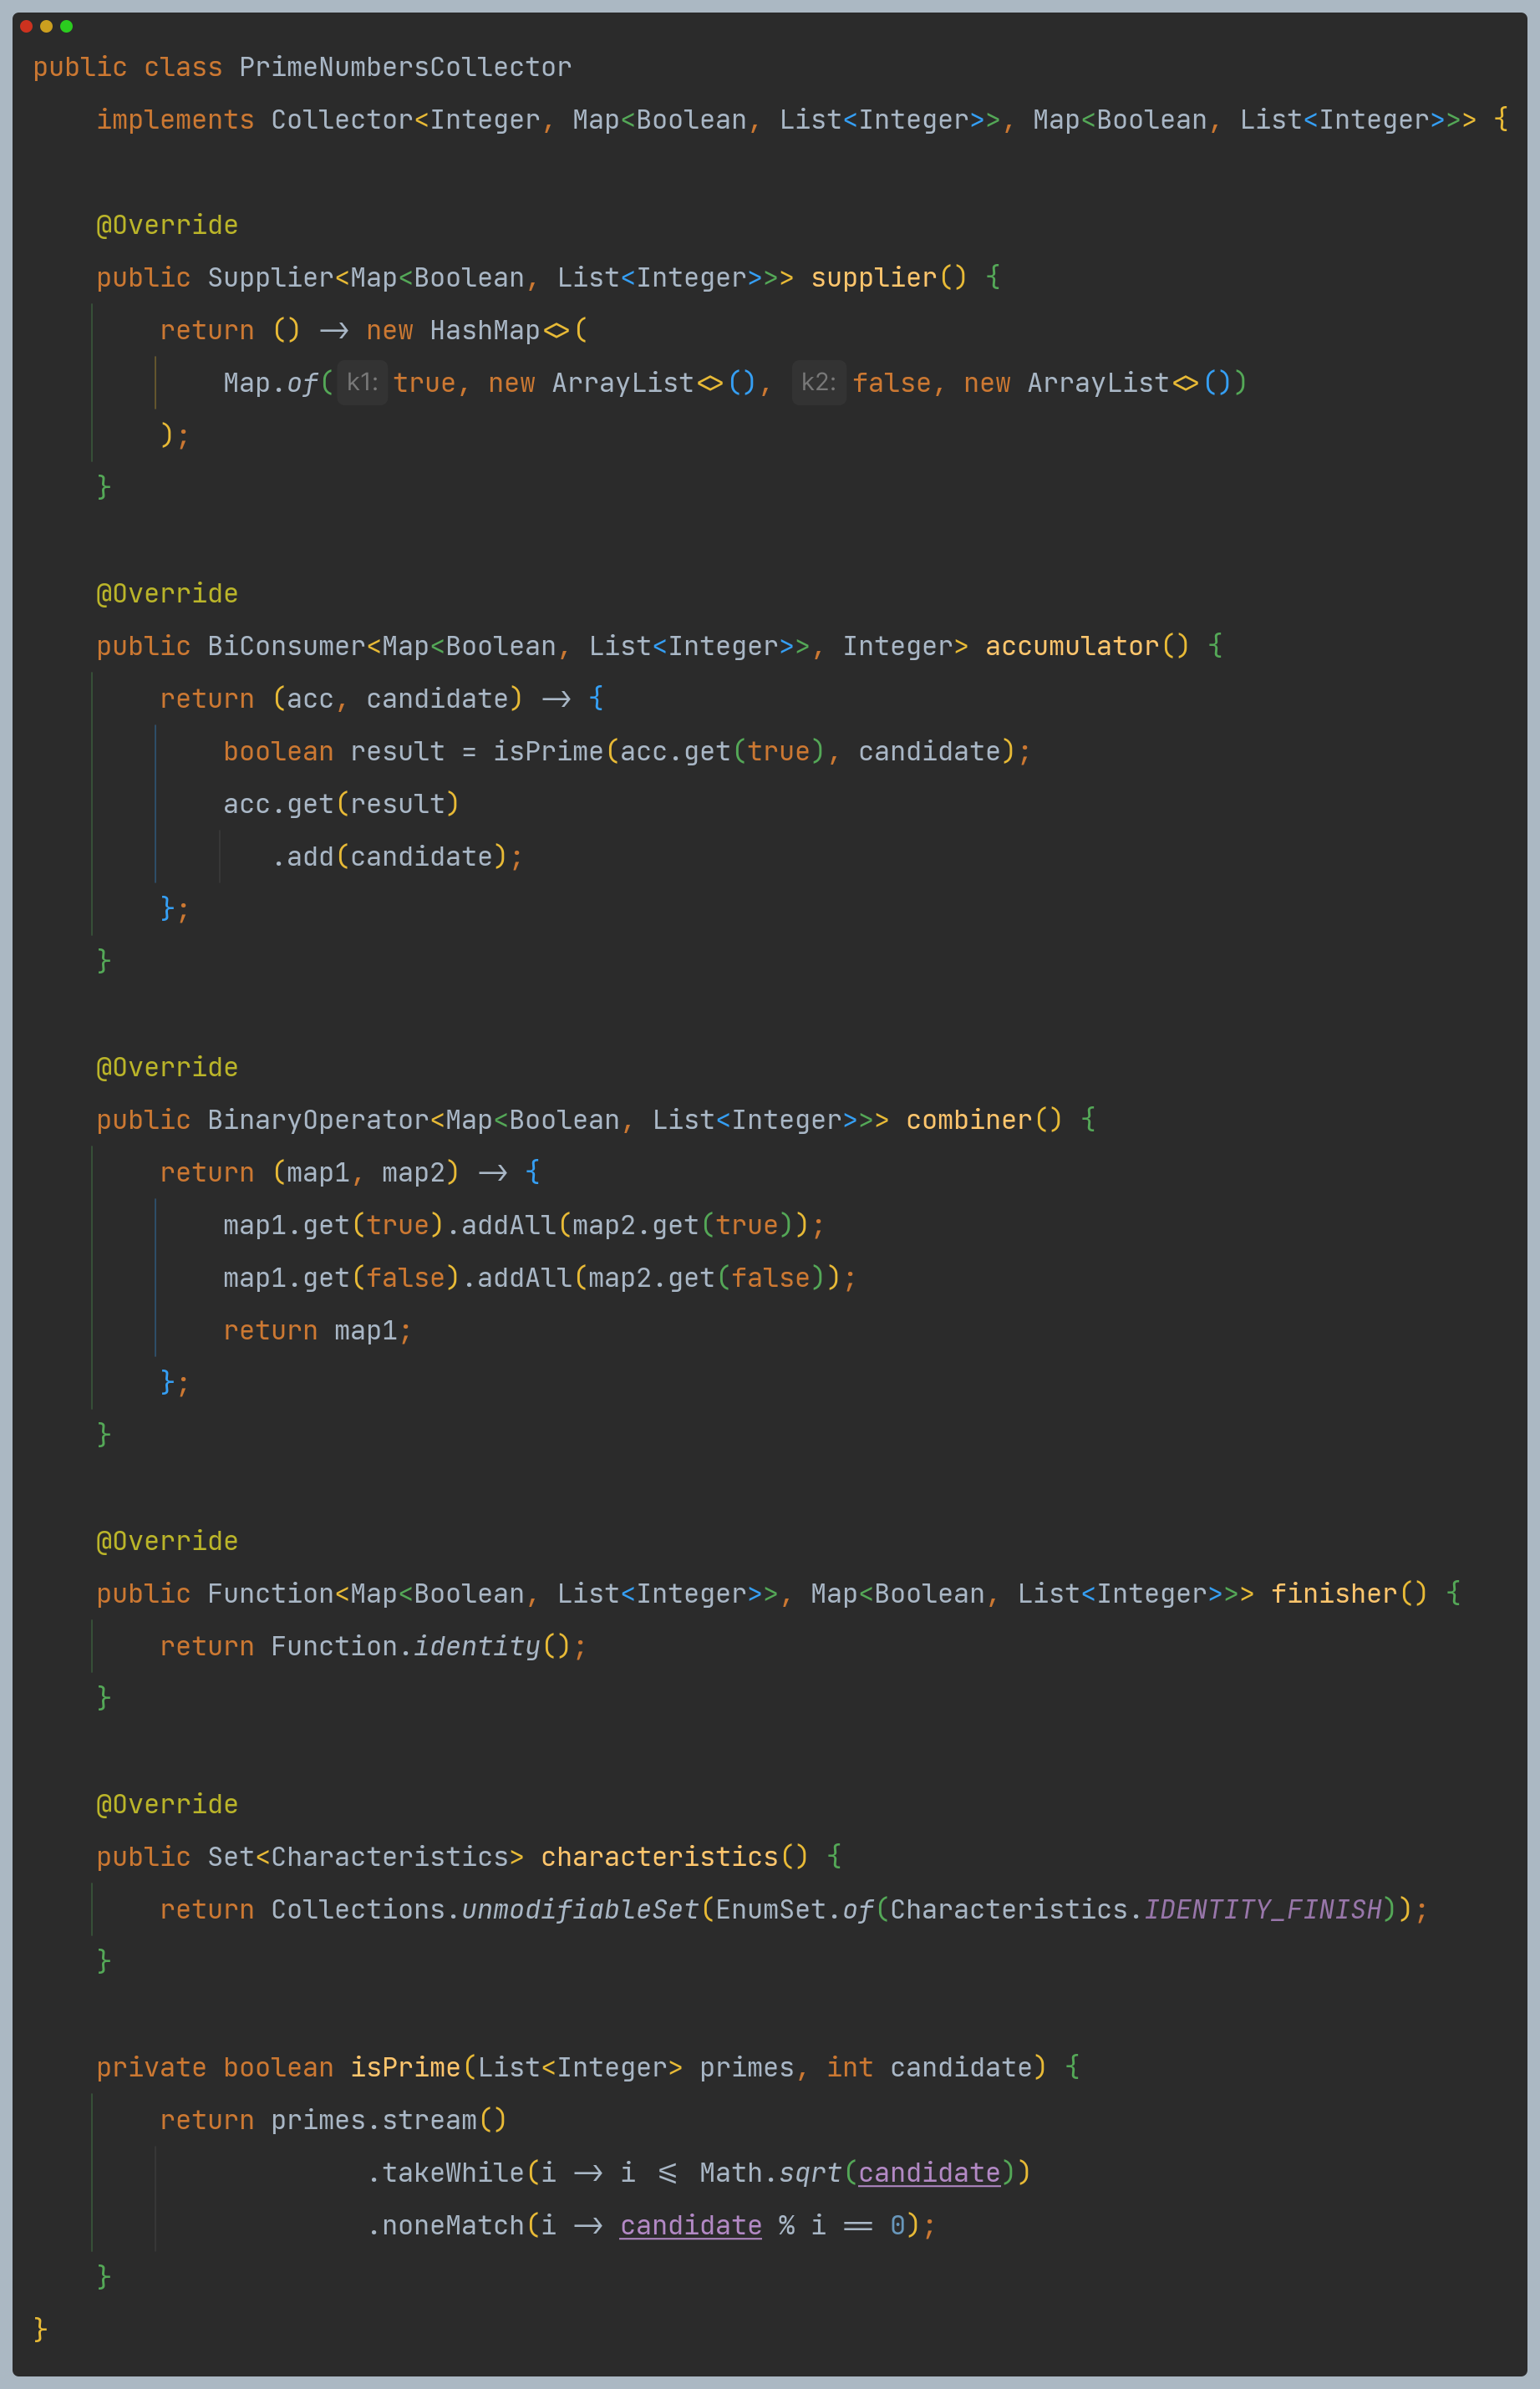 public class PrimeNumbersCollector
    implements Collector<Integer, Map<Boolean, List<Integer>>, Map<Boolean, List<Integer>>> {

    @Override
    public Supplier<Map<Boolean, List<Integer>>> supplier() {
        return () -> new HashMap<>(
            Map.of( k1: true, new ArrayList<>(), k2: false, new ArrayList<>())
        );
    }

    @Override
    public BiConsumer<Map<Boolean, List<Integer>>, Integer> accumulator() {
        return (acc, candidate) -> {
            boolean result = isPrime(acc.get(true), candidate);
            acc.get(result)
               .add(candidate);
        };
    }

    @Override
    public BinaryOperator<Map<Boolean, List<Integer>>> combiner() {
        return (map1, map2) -> {
            map1.get(true).addAll(map2.get(true));
            map1.get(false).addAll(map2.get(false));
            return map1;
        };
    }

    @Override
    public Function<Map<Boolean, List<Integer>>, Map<Boolean, List<Integer>>> finisher() {
        return Function.identity();
    }

    @Override
    public Set<Characteristics> characteristics() {
        return Collections.unmodifiableSet(EnumSet.of(Characteristics.IDENTITY_FINISH));
    }

    private boolean isPrime(List<Integer> primes, int candidate) {
        return primes.stream()
                     .takeWhile(i -> i <= Math.sqrt(candidate))
                     .noneMatch(i -> candidate % i == 0);
    }
}